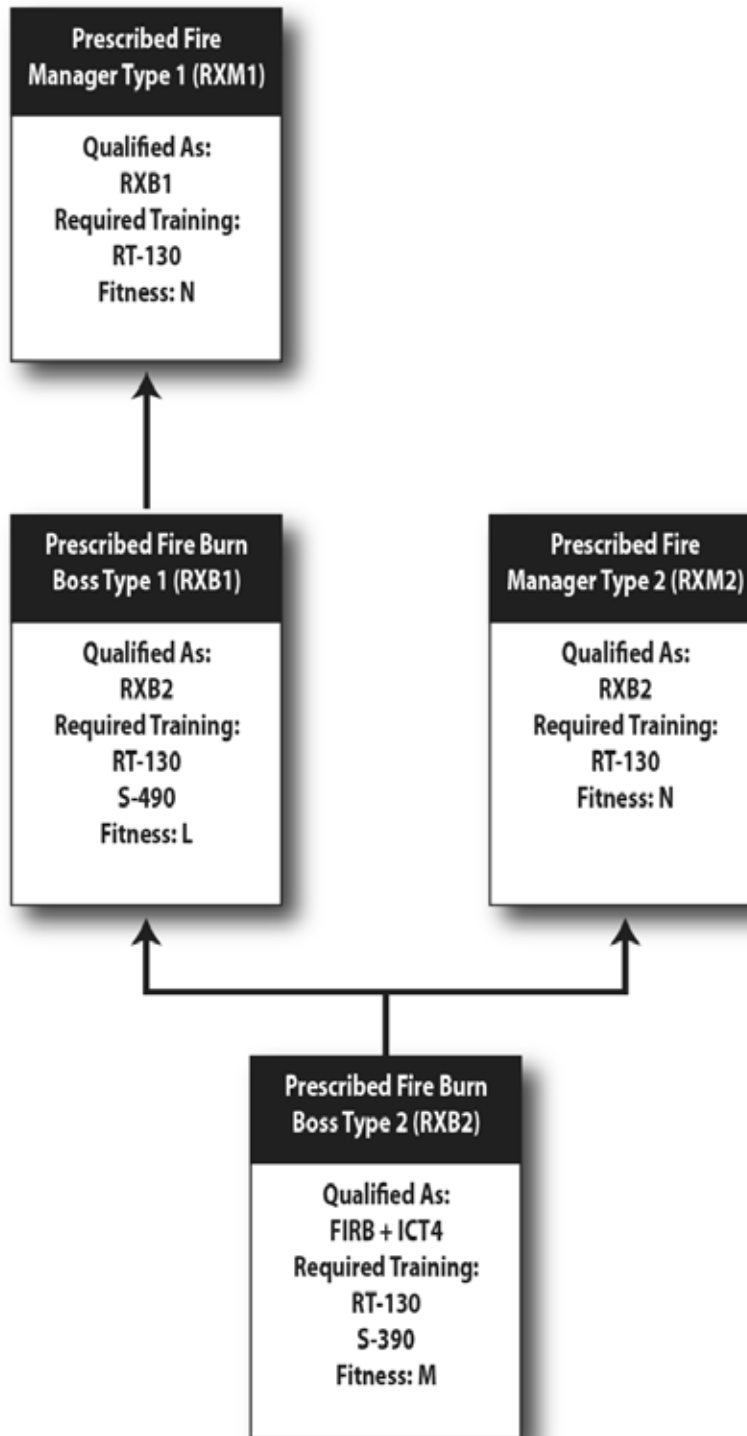 Prescribed Fire
Manager Type 1 (RXM1)
Qualified As:
RXB1
Required Training:
RT-130
Fitness: N
Prescribed Fire Burn
Boss Type 1 (RXB1)
Qualified As:
RXB2
Required Training:
RT-130
S-490
Fitness: L
Prescribed Fire
Manager Type 2 (RXM2)
Qualified As:
RXB2
Required Training:
RT-130
Fitness: N
Prescribed Fire Burn
Boss Type 2 (RXB2)
Qualified As:
FIRB + ICT4
Required Training:
RT-130
S-390
Fitness: M